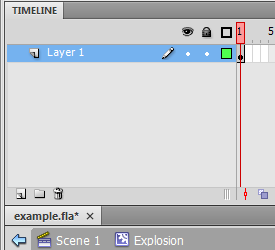 TIMELINE
1 5
Layer 1
example.fla* ×
Scene 1 Explosion